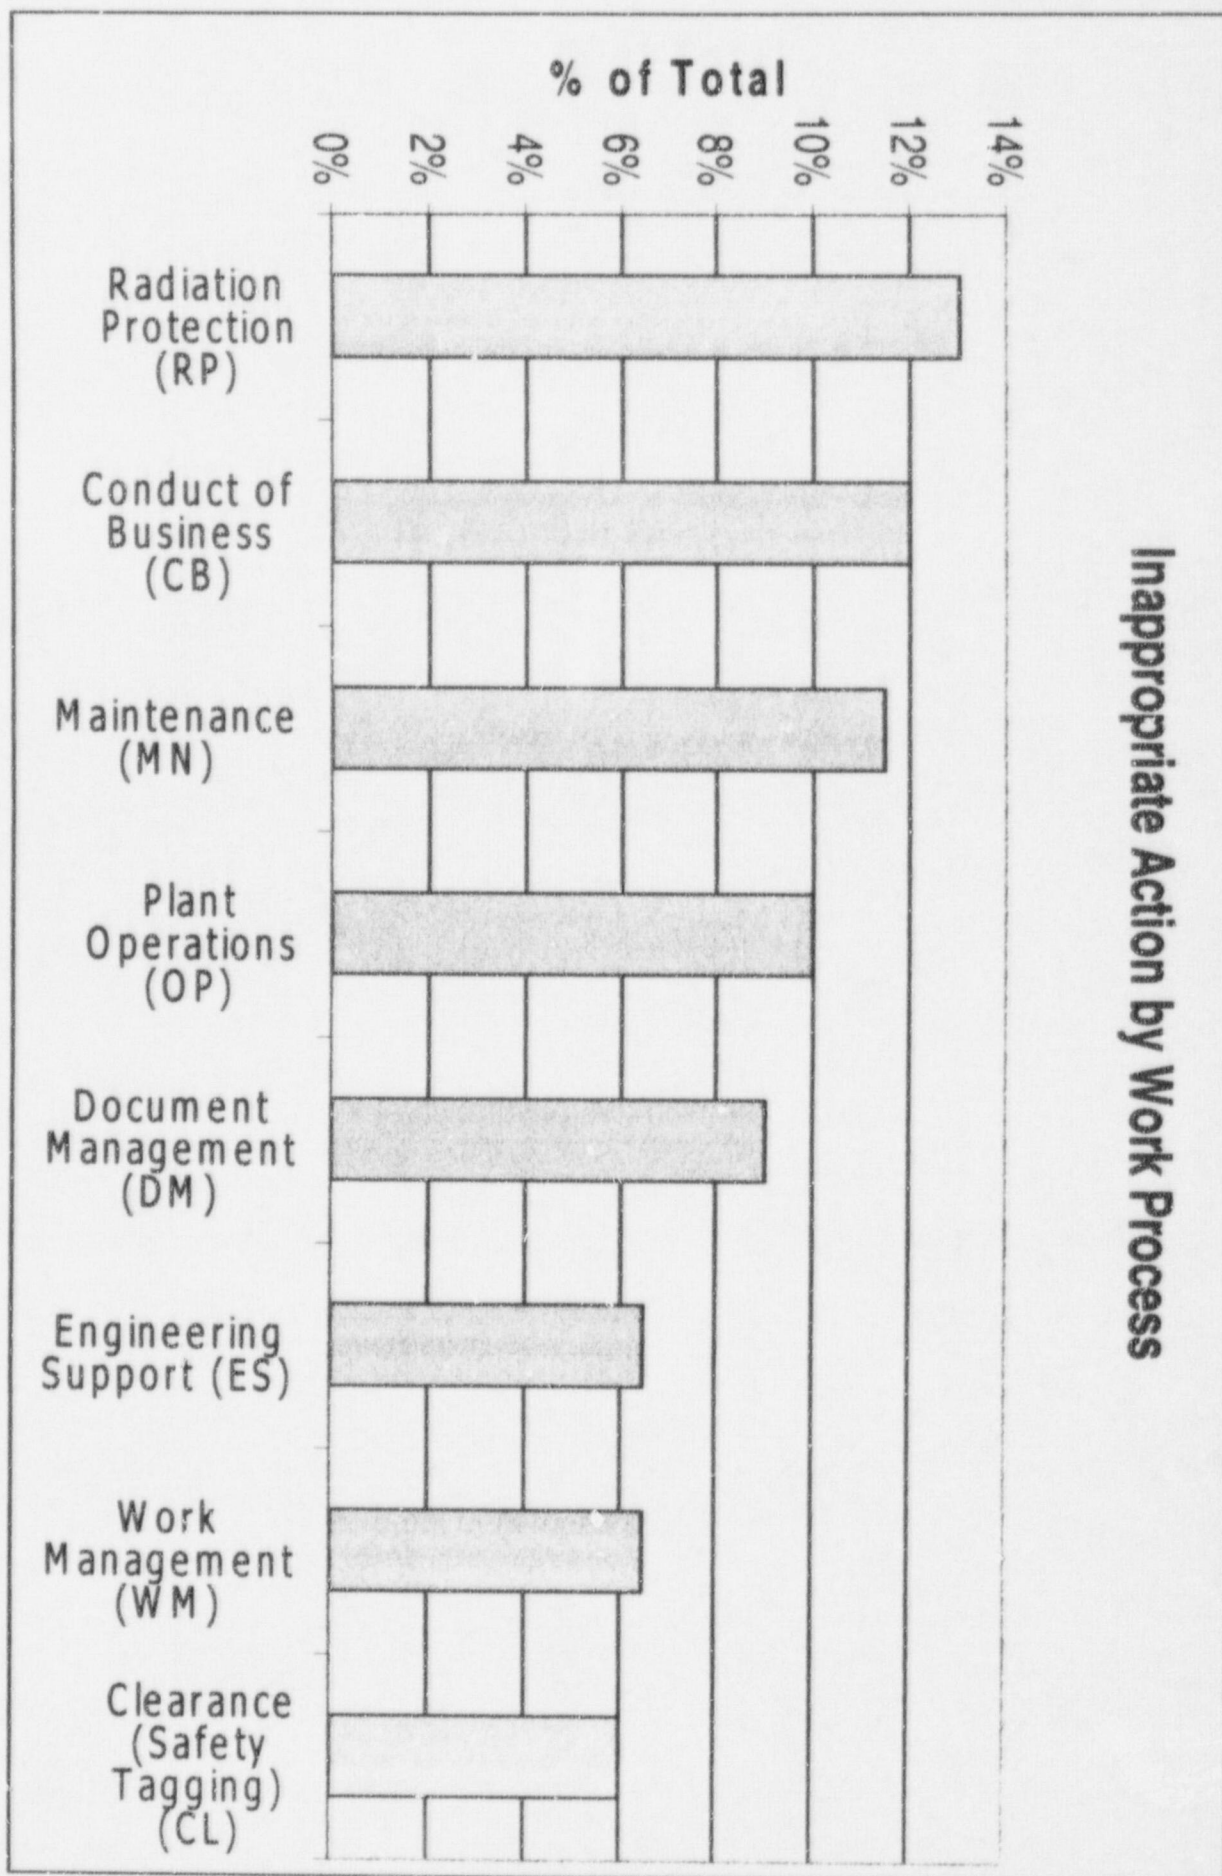 Inappropriate Action by Work Process
% of Total
14%
12%
10%
8%
6%
4%
2%
0%
Radiation
Protection
(RP)
Conduct of
Business
(CB)
Maintenance
(MN)
Plant
Operations
(OP)
Document
Management
(DM)
Engineering
Support (ES)
Work
Management
(WM)
Clearance
(Safety
Tagging)
(CL)